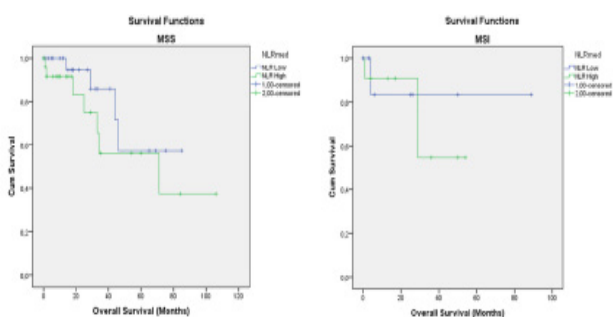 Survival Functions
MSS
NLRmed
NLR Low
NLR High
1,00-censored
2,00-censored
1,0
0,8
0,6
0,4
0,2
0,0
Cum Survival
0
20
40
60
80
100
120
Overall Survival (Months)
Survival Functions
MSI
NLRmed
NLR Low
NLR High
1,00-censored
2,00-censored
1,0
0,8
0,6
0,4
0,2
0,0
Cum Survival
0
20
40
60
80
100
Overall Survival (Months)